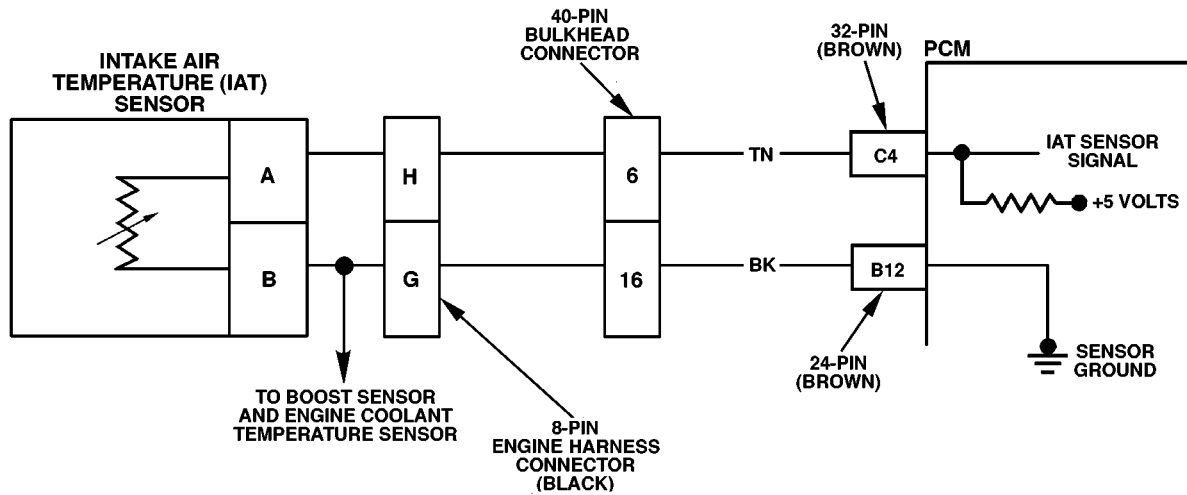 40-PIN
BULKHEAD
CONNECTOR
32-PIN
(BROWN)
PCM
INTAKE AIR
TEMPERATURE (IAT)
SENSOR
A
H
6
TN
C4
IAT SENSOR
SIGNAL
+5 VOLTS
B
G
16
BK
B12
24-PIN
(BROWN)
SENSOR
GROUND
TO BOOST SENSOR
AND ENGINE COOLANT
TEMPERATURE SENSOR
8-PIN
ENGINE HARNESS
CONNECTOR
(BLACK)